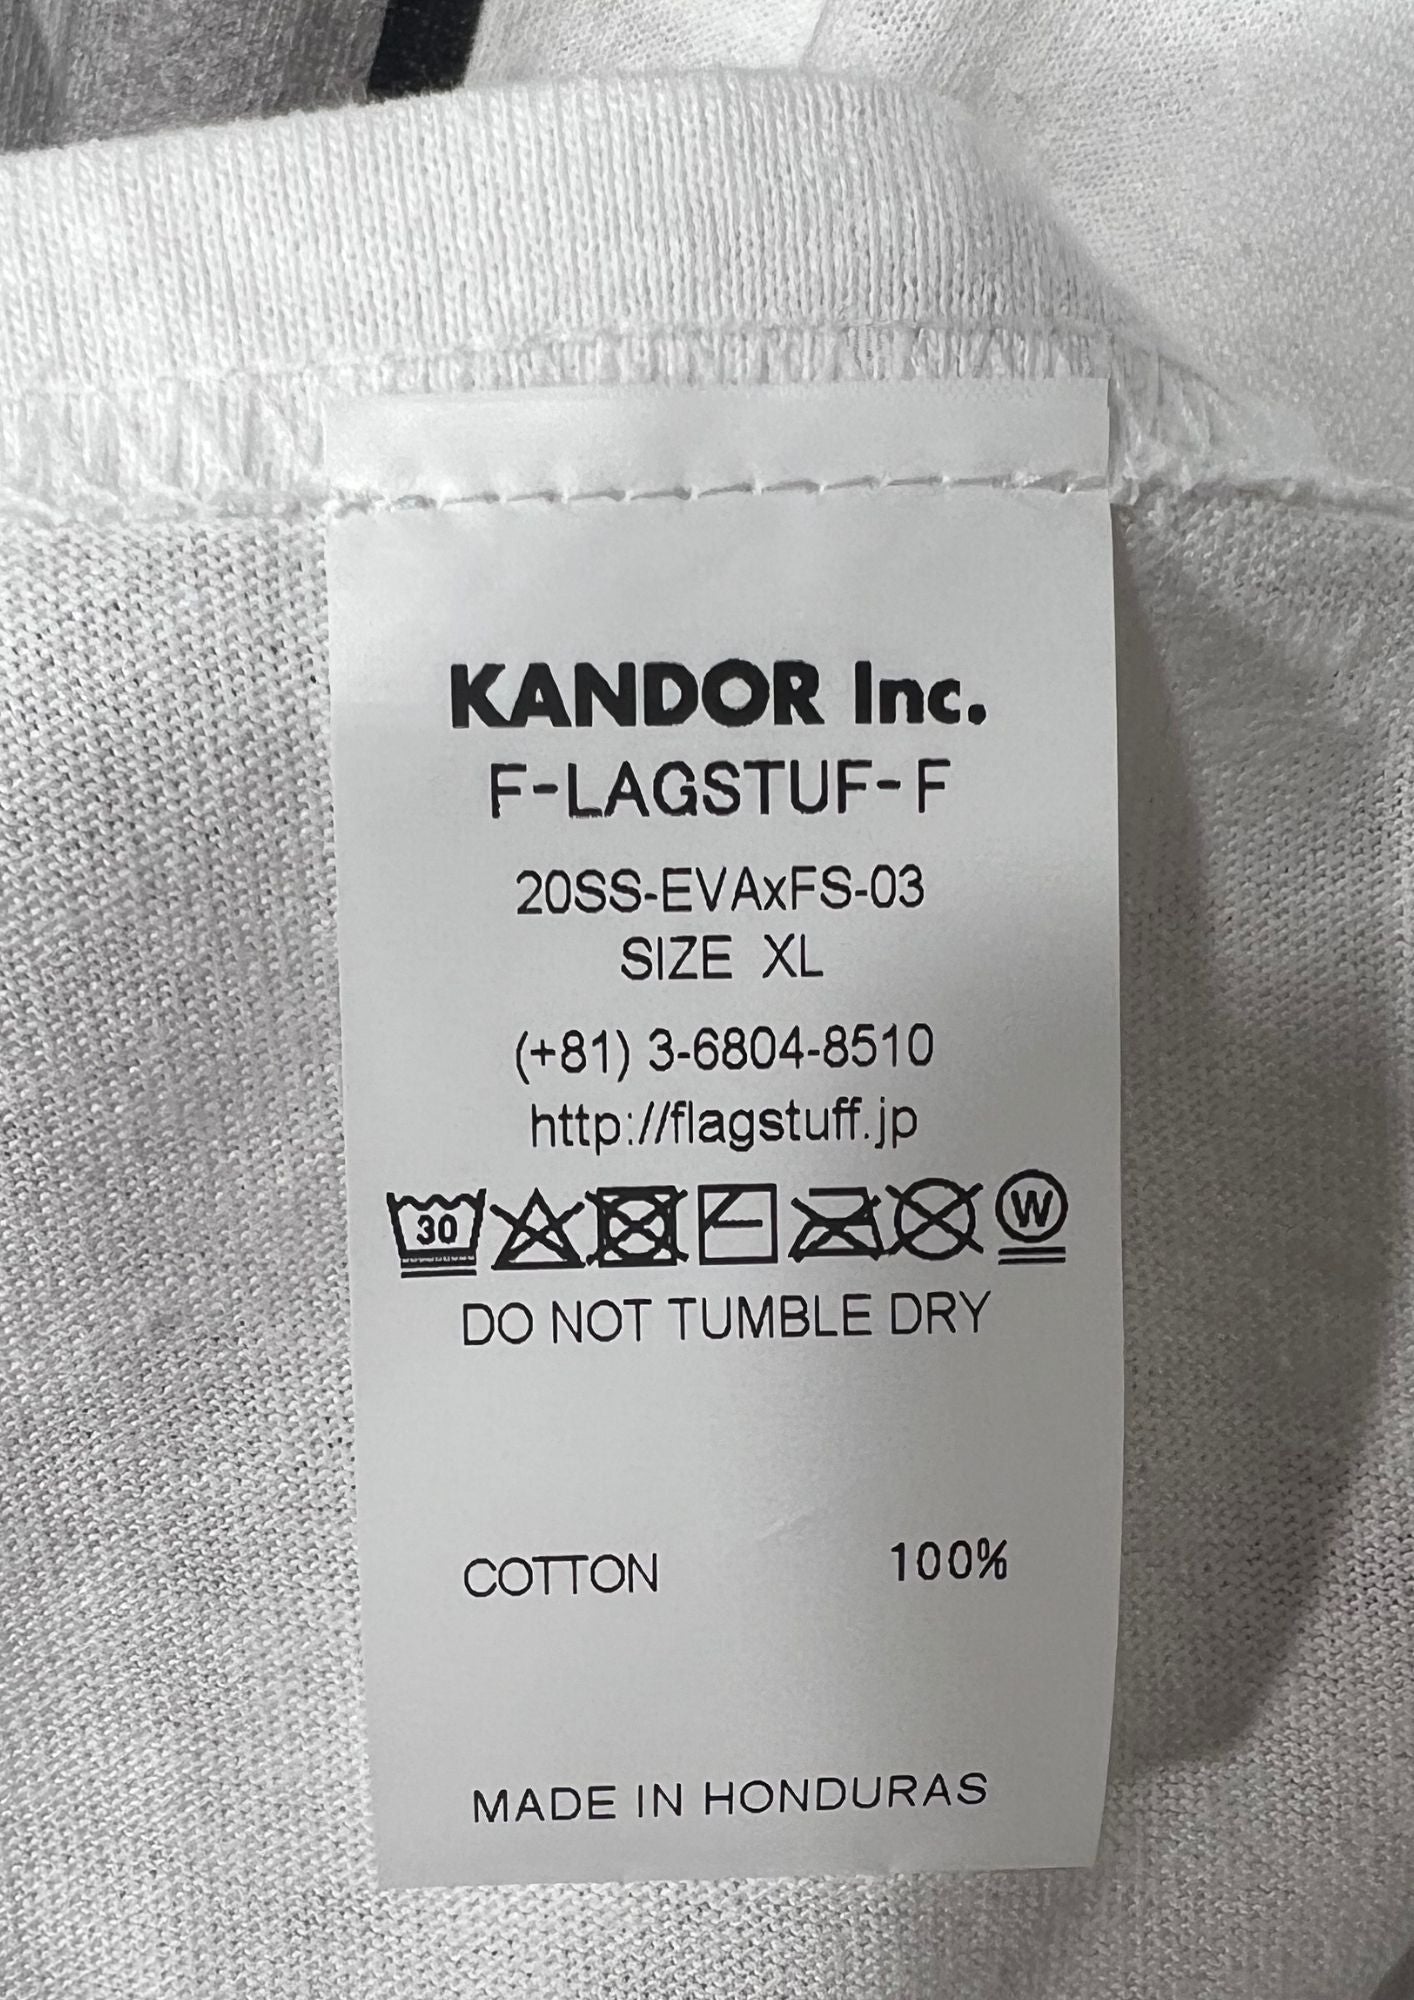 KANDOR Inc.
F-LAGSTUF-F
20SS-EVAxFS-03
SIZE XL
(+81) 3-6804-8510
http://flagstuff.jp
30 W
DO NOT TUMBLE DRY
COTTON 100%
MADE IN HONDURAS